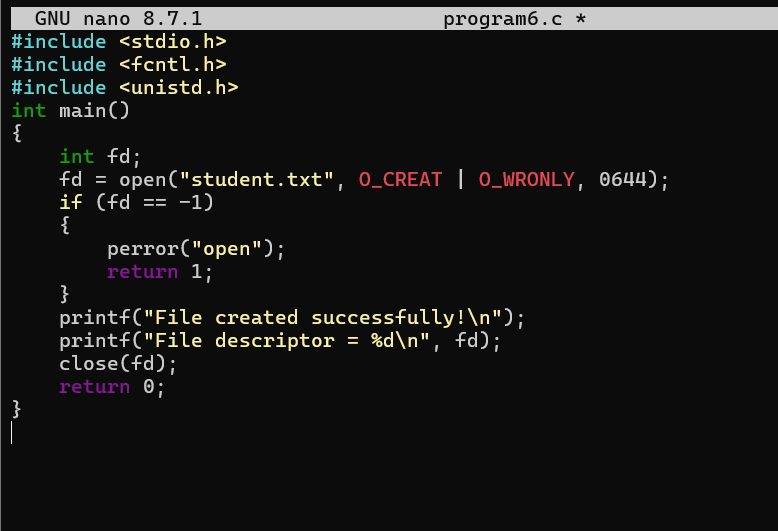 GNU nano 8.7.1 program6.c *
#include <stdio.h>
#include <fcntl.h>
#include <unistd.h>
int main()
{
    int fd;
    fd = open("student.txt", O_CREAT | O_WRONLY, 0644);
    if (fd == -1)
    {
        perror("open");
        return 1;
    }
    printf("File created successfully!\n");
    printf("File descriptor = %d\n", fd);
    close(fd);
    return 0;
}